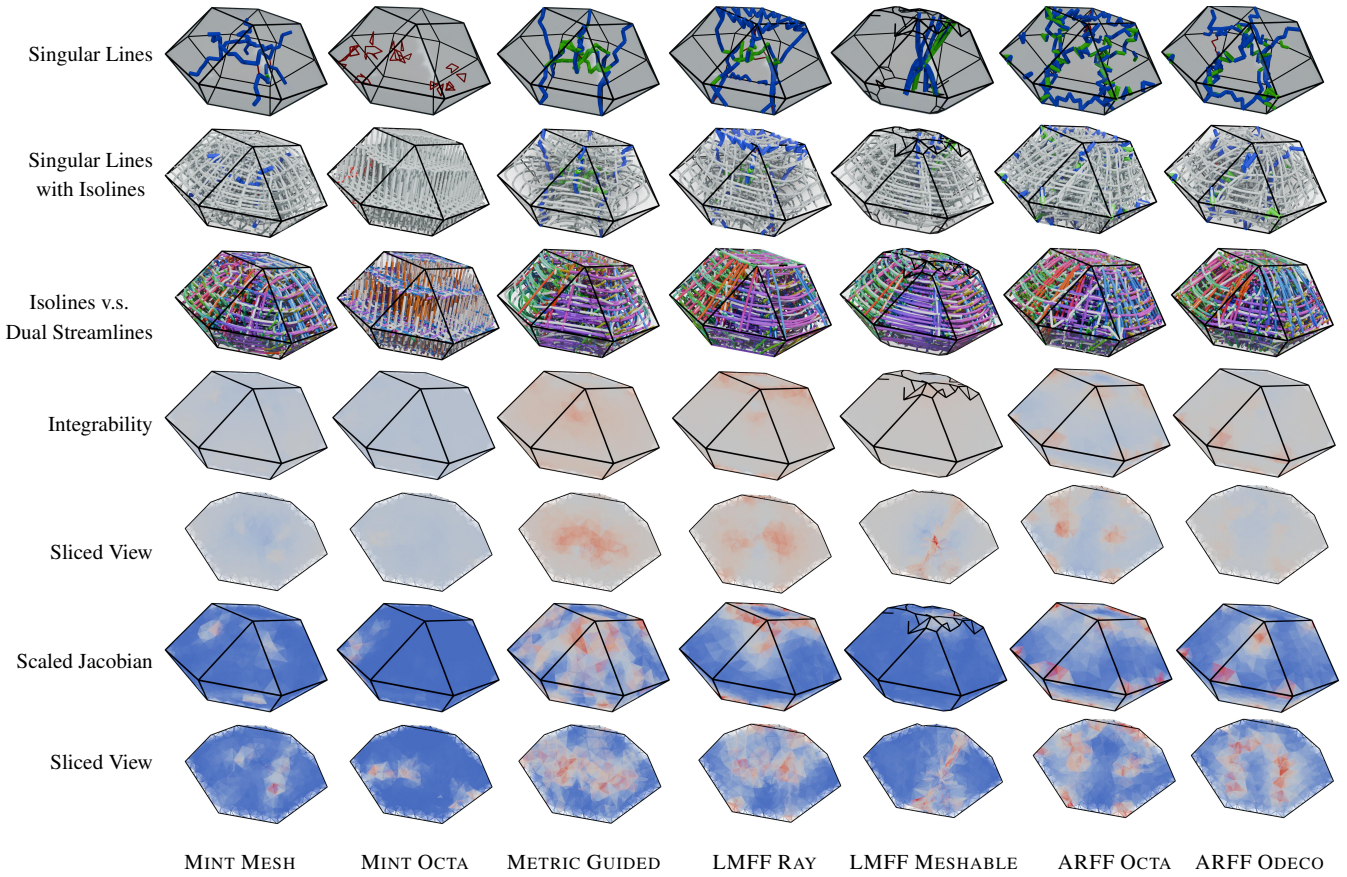 Singular Lines
Singular Lines
with Isolines
Isolines v.s.
Dual Streamlines
Integrability
Sliced View
Scaled Jacobian
Sliced View
MINT MESH
MINT OCTA
METRIC GUIDED
LMFF RAY
LMFF MESHABLE
ARFF OCTA
ARFF ODECO